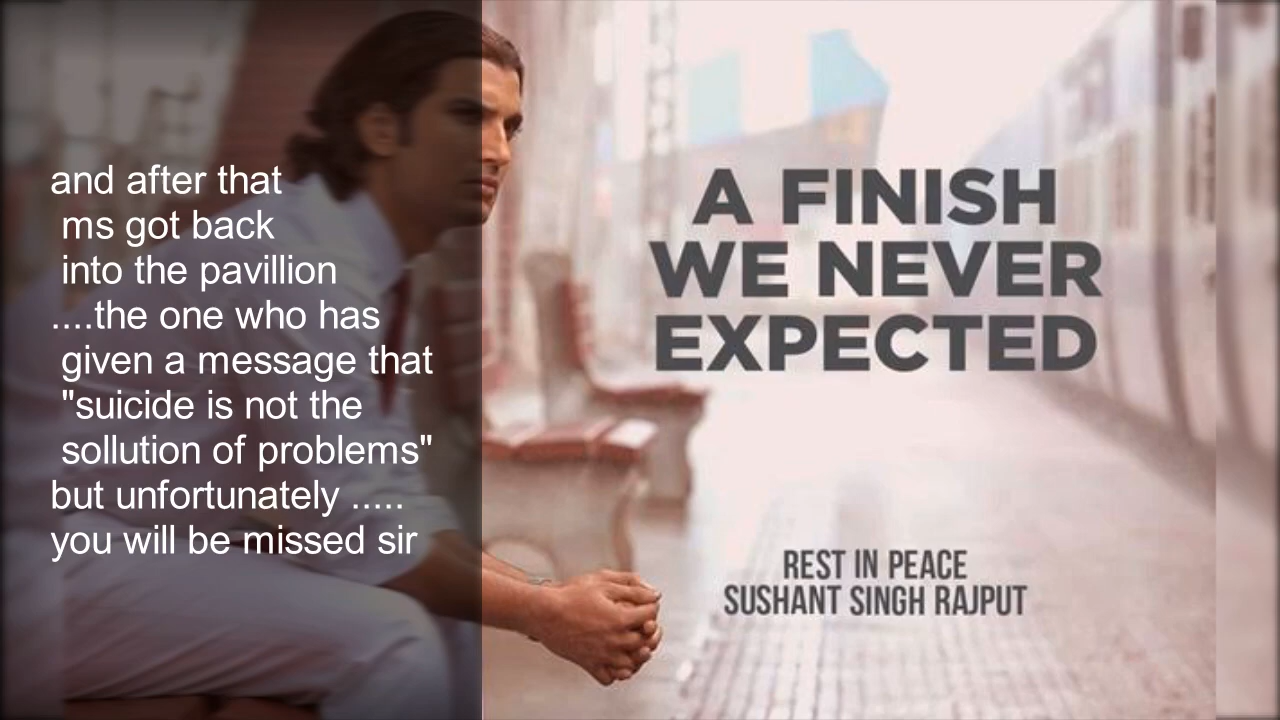 and after that
ms got back
into the pavillion
....the one who has
given a message that
"suicide is not the
sollution of problems"
but unfortunately .....
you will be missed sir
A FINISH
WE NEVER
EXPECTED
REST IN PEACE
SUSHANT SINGH RAJPUT